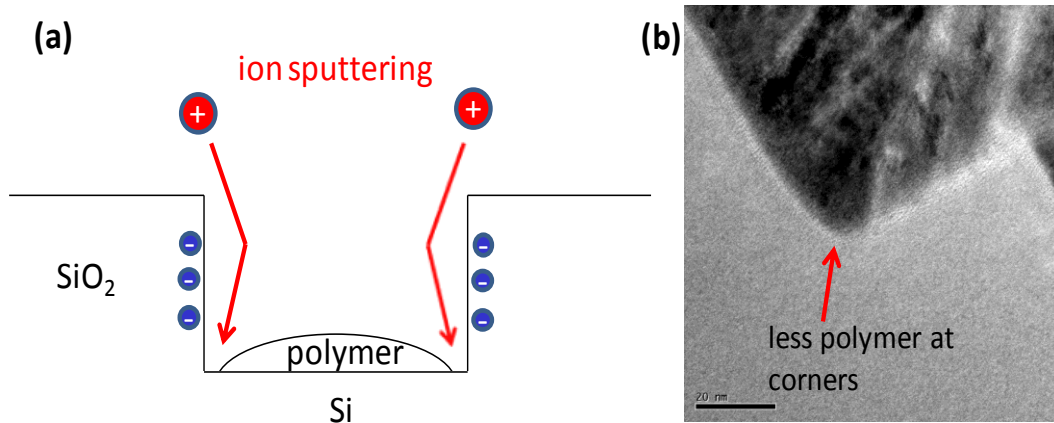 (a)
ion sputtering
+
+
-
-
-
-
-
-
SiO₂
polymer
Si
(b)
less polymer at
corners
20 nm